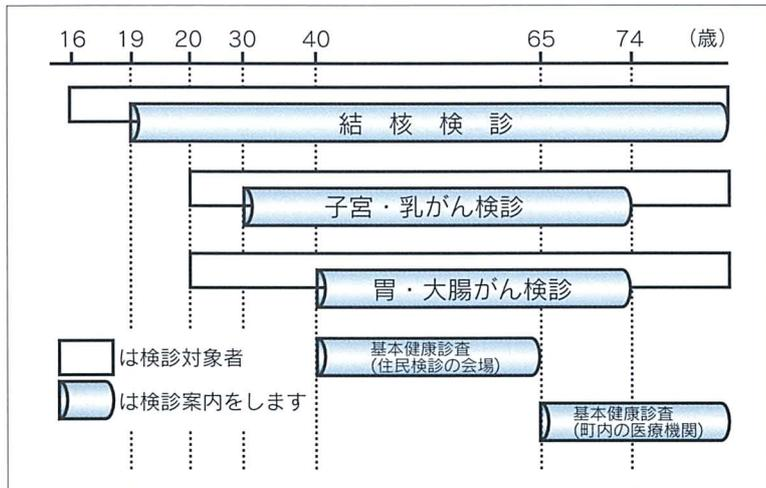 16 19 20 30 40 65 74 (歳)
結核検診
子宮・乳がん検診
胃・大腸がん検診
基本健康診査
(住民検診の会場)
は検診対象者
は検診案内をします
基本健康診査
(町内の医療機関)